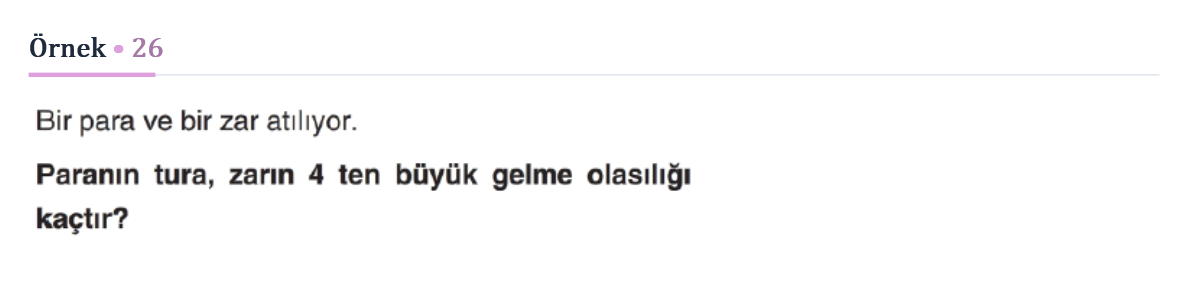 Örnek • 26
Bir para ve bir zar atılıyor.
Paranın tura, zarın 4 ten büyük gelme olasılığı
kaçtır?